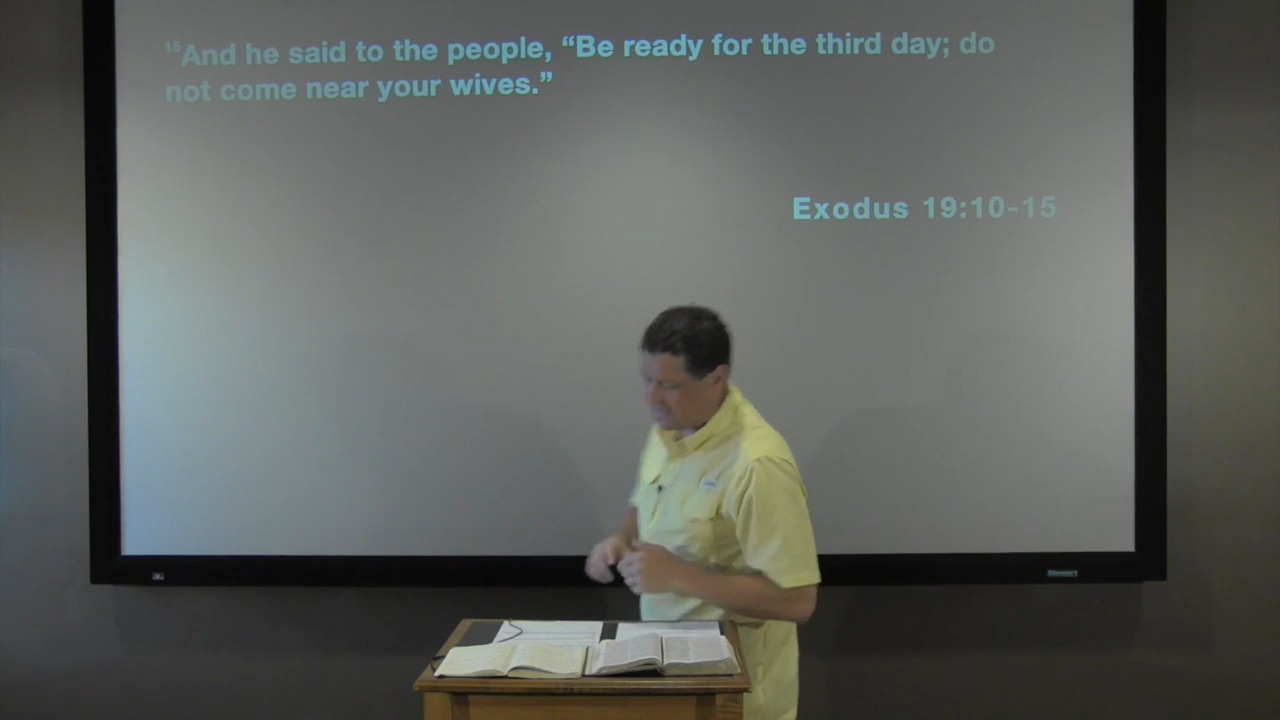 ¹⁵And he said to the people, “Be ready for the third day; do
not come near your wives.”
Exodus 19:10-15
Stewart